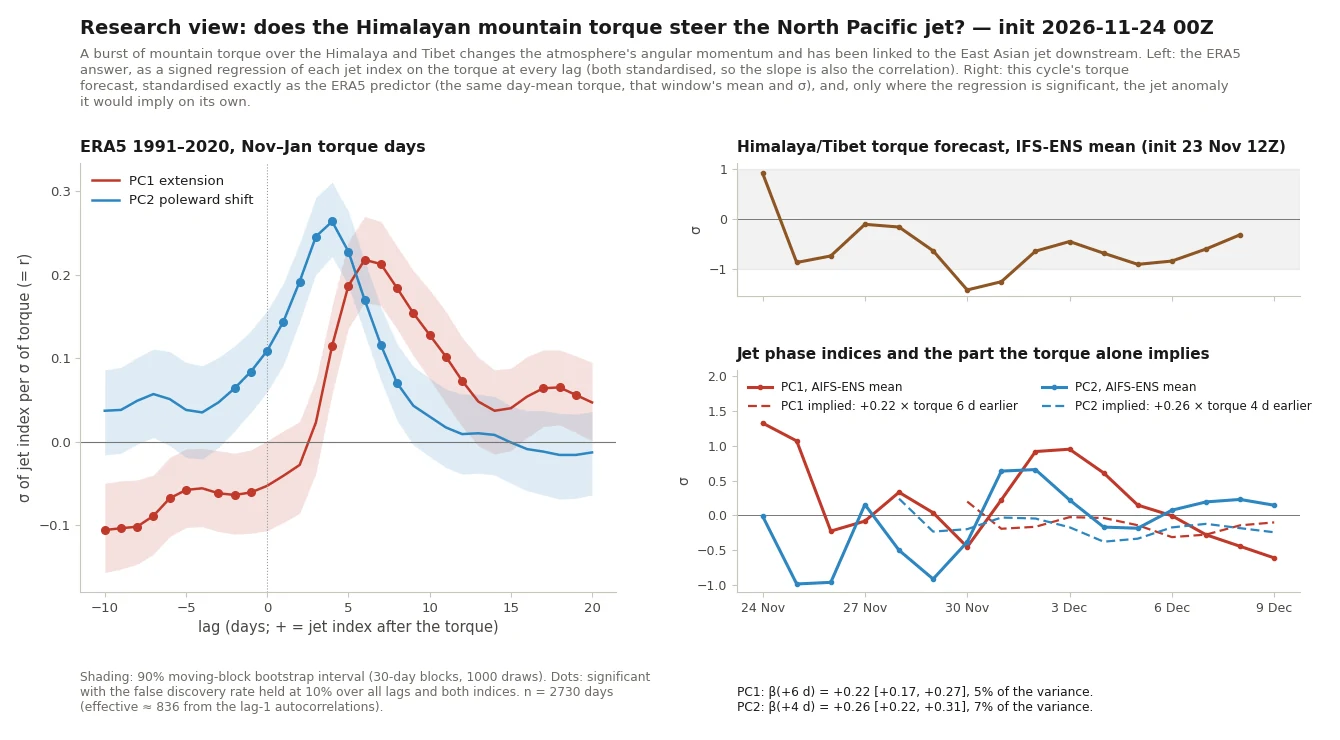 Research view: does the Himalayan mountain torque steer the North Pacific jet? — init 2026-11-24 00Z
A burst of mountain torque over the Himalaya and Tibet changes the atmosphere's angular momentum and has been linked to the East Asian jet downstream. Left: the ERA5
answer, as a signed regression of each jet index on the torque at every lag (both standardised, so the slope is also the correlation). Right: this cycle's torque
forecast, standardised exactly as the ERA5 predictor (the same day-mean torque, that window's mean and σ), and, only where the regression is significant, the jet anomaly
it would imply on its own.
ERA5 1991–2020, Nov–Jan torque days
PC1 extension
PC2 poleward shift
σ of jet index per σ of torque (= r)
0.3
0.2
0.1
0.0
−0.1
−10
−5
0
5
10
15
20
lag (days; + = jet index after the torque)
Shading: 90% moving-block bootstrap interval (30-day blocks, 1000 draws). Dots: significant
with the false discovery rate held at 10% over all lags and both indices. n = 2730 days
(effective ≈ 836 from the lag-1 autocorrelations).
Himalaya/Tibet torque forecast, IFS-ENS mean (init 23 Nov 12Z)
σ
1
0
−1
Jet phase indices and the part the torque alone implies
PC1, AIFS-ENS mean
PC1 implied: +0.22 × torque 6 d earlier
PC2, AIFS-ENS mean
PC2 implied: +0.26 × torque 4 d earlier
σ
2.0
1.5
1.0
0.5
0.0
−0.5
−1.0
24 Nov
27 Nov
30 Nov
3 Dec
6 Dec
9 Dec
PC1: β(+6 d) = +0.22 [+0.17, +0.27], 5% of the variance.
PC2: β(+4 d) = +0.26 [+0.22, +0.31], 7% of the variance.